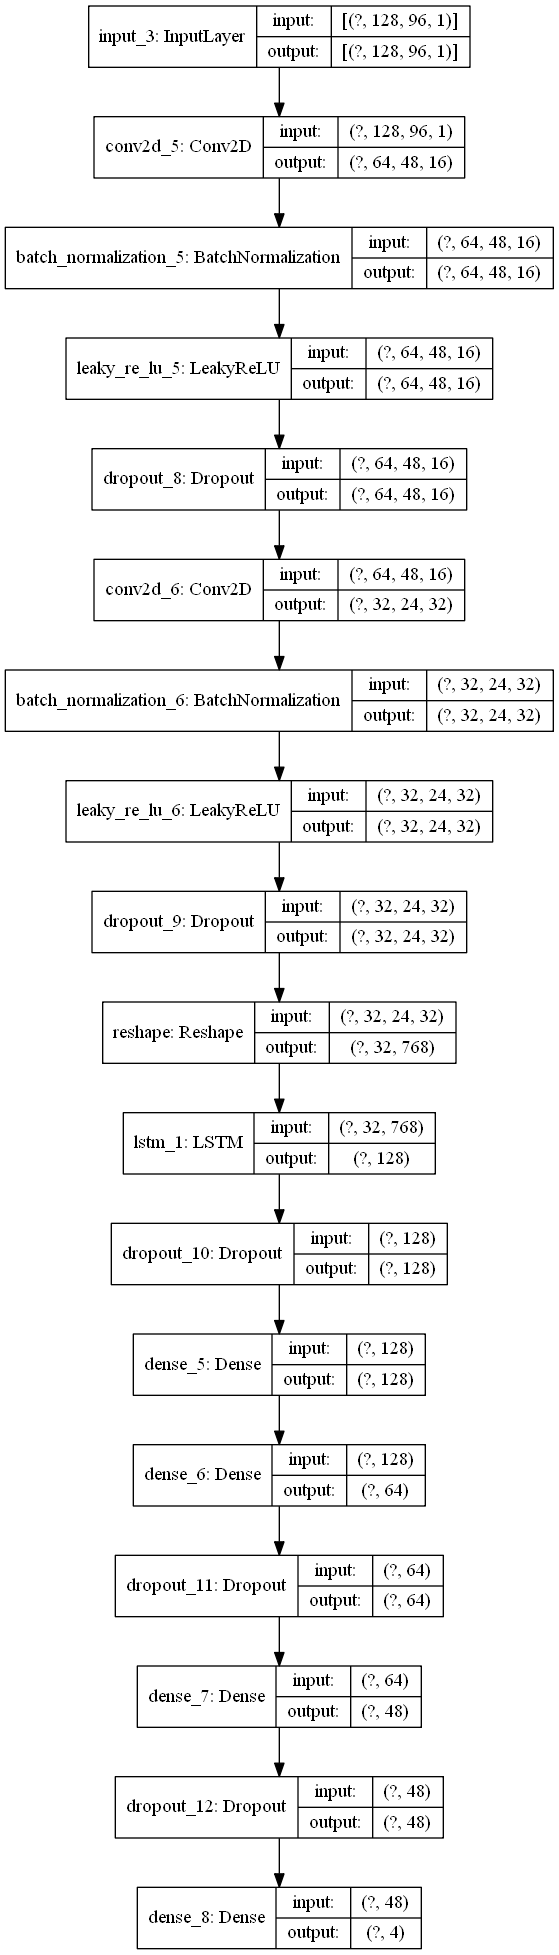 input_3: InputLayer input: [(?, 128, 96, 1)]
output: [(?, 128, 96, 1)]
conv2d_5: Conv2D input: (?, 128, 96, 1)
output: (?, 64, 48, 16)
batch_normalization_5: BatchNormalization input: (?, 64, 48, 16)
output: (?, 64, 48, 16)
leaky_re_lu_5: LeakyReLU input: (?, 64, 48, 16)
output: (?, 64, 48, 16)
dropout_8: Dropout input: (?, 64, 48, 16)
output: (?, 64, 48, 16)
conv2d_6: Conv2D input: (?, 64, 48, 16)
output: (?, 32, 24, 32)
batch_normalization_6: BatchNormalization input: (?, 32, 24, 32)
output: (?, 32, 24, 32)
leaky_re_lu_6: LeakyReLU input: (?, 32, 24, 32)
output: (?, 32, 24, 32)
dropout_9: Dropout input: (?, 32, 24, 32)
output: (?, 32, 24, 32)
reshape: Reshape input: (?, 32, 24, 32)
output: (?, 32, 768)
lstm_1: LSTM input: (?, 32, 768)
output: (?, 128)
dropout_10: Dropout input: (?, 128)
output: (?, 128)
dense_5: Dense input: (?, 128)
output: (?, 128)
dense_6: Dense input: (?, 128)
output: (?, 64)
dropout_11: Dropout input: (?, 64)
output: (?, 64)
dense_7: Dense input: (?, 64)
output: (?, 48)
dropout_12: Dropout input: (?, 48)
output: (?, 48)
dense_8: Dense input: (?, 48)
output: (?, 4)